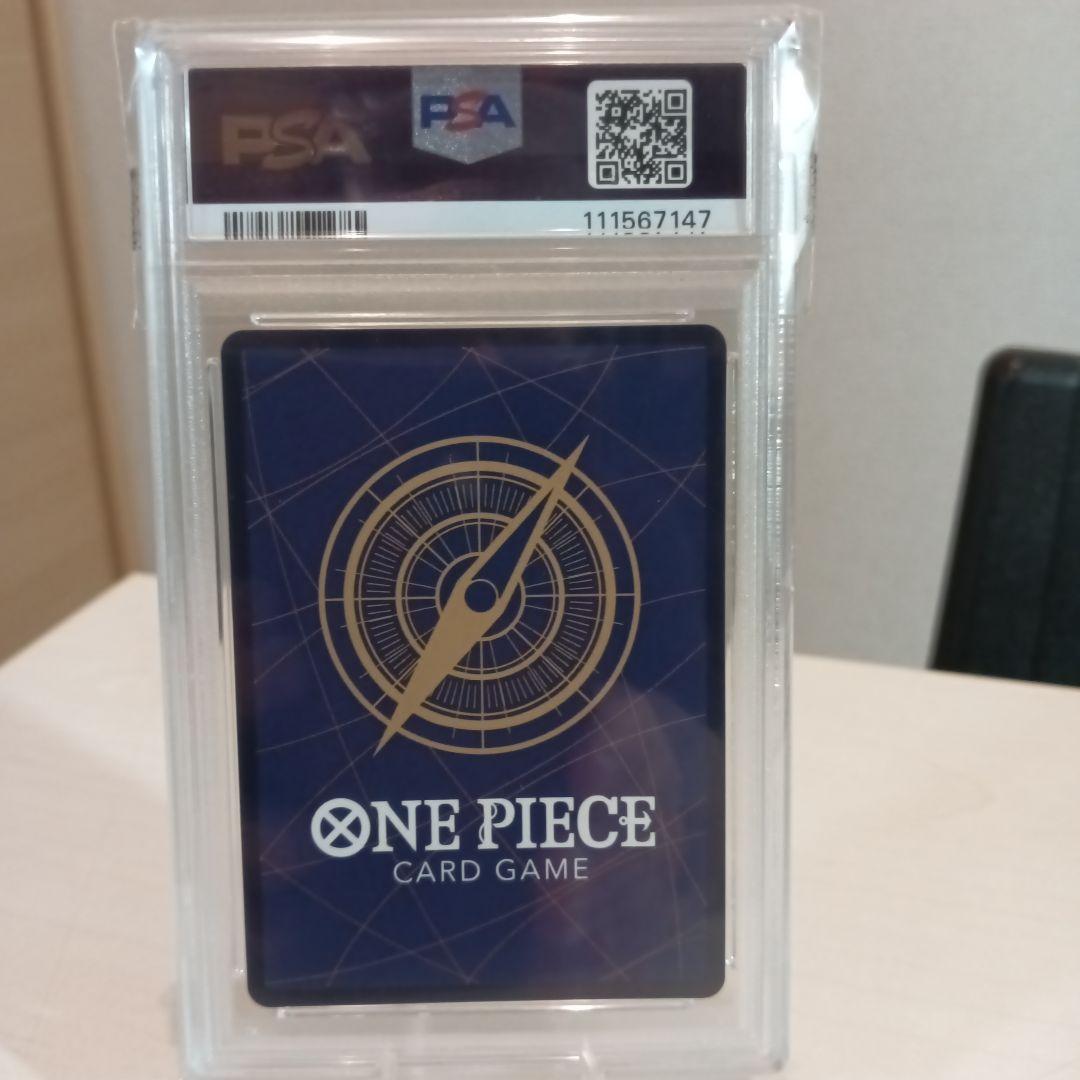 PSA
PSA
111567147
ONE PIECE
CARD GAME